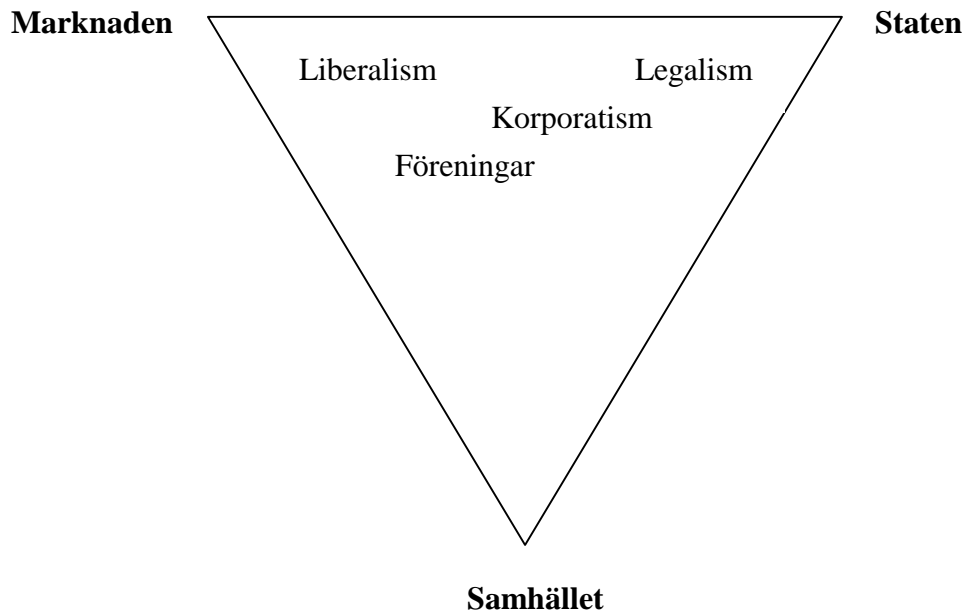 Marknaden Staten
Liberalism Legalism
Korporatism
Föreningar
Samhället